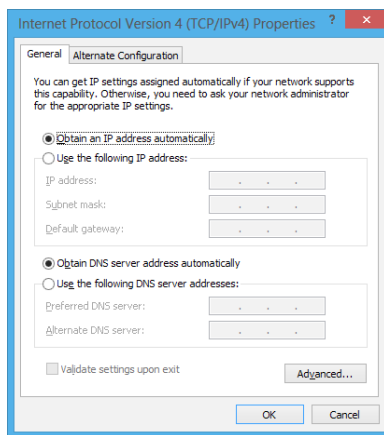 Internet Protocol Version 4 (TCP/IPv4) Properties ? ×
General Alternate Configuration
You can get IP settings assigned automatically if your network supports
this capability. Otherwise, you need to ask your network administrator
for the appropriate IP settings.
Obtain an IP address automatically
Use the following IP address:
IP address: . . .
Subnet mask: . . .
Default gateway: . . .
Obtain DNS server address automatically
Use the following DNS server addresses:
Preferred DNS server: . . .
Alternate DNS server: . . .
Validate settings upon exit
Advanced...
OK Cancel